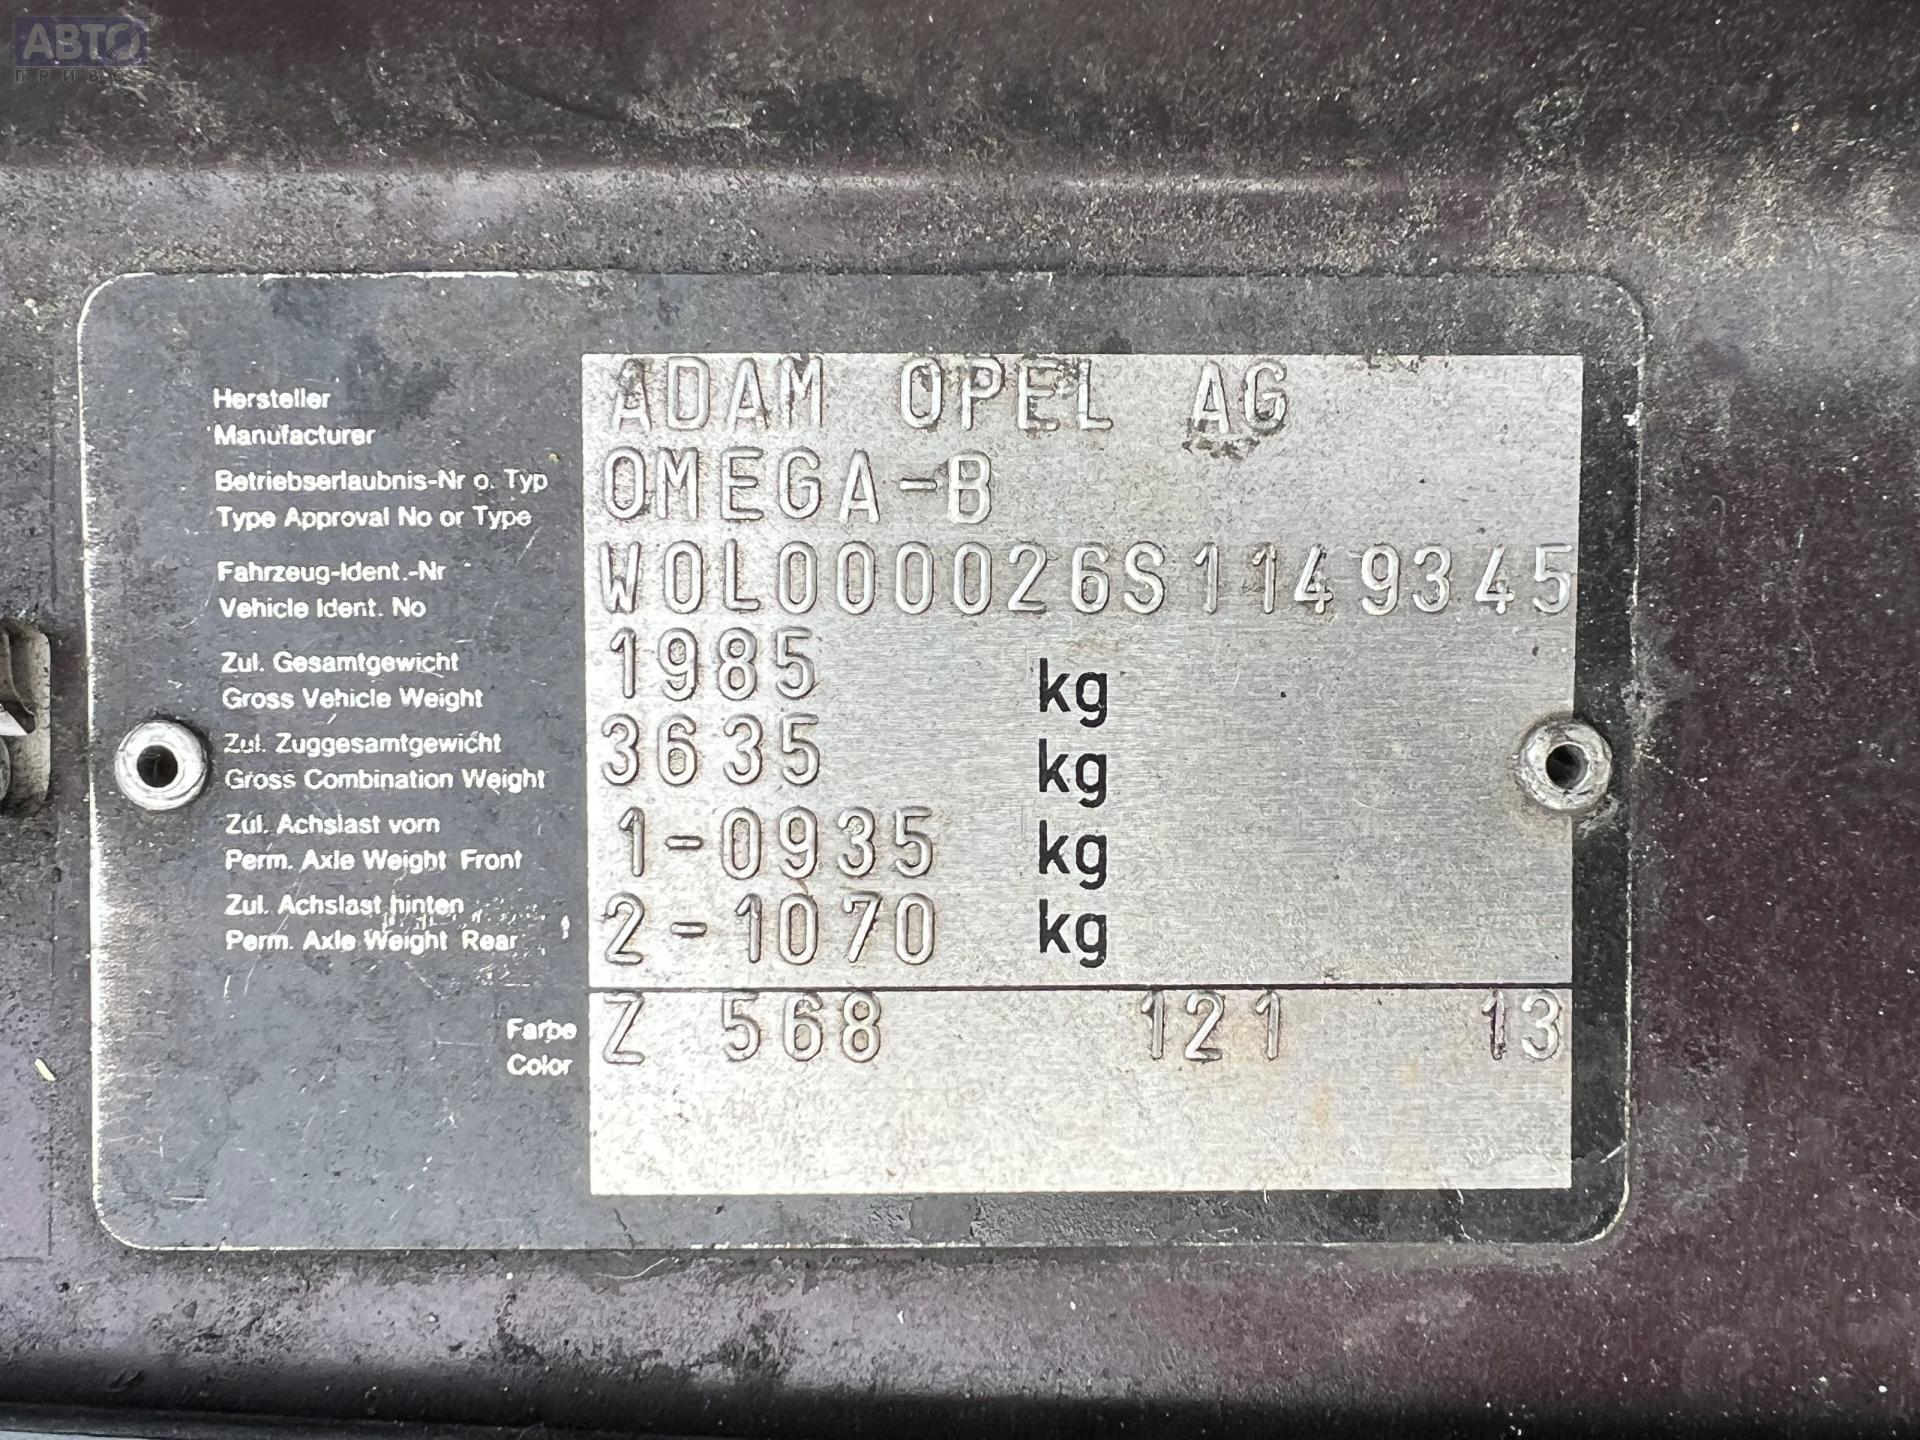 АВТО
ПРИВОЗ
Hersteller
Manufacturer
ADAM OPEL AG
Betriebserlaubnis-Nr o. Typ
Type Approval No or Type
OMEGA-B
Fahrzeug-Ident.-Nr
Vehicle Ident. No
W0L000026S1149345
Zul. Gesamtgewicht
Gross Vehicle Weight
1985 kg
Zul. Zuggesamtgewicht
Gross Combination Weight
3635 kg
Zul. Achslast vorn
Perm. Axle Weight Front
1-0935 kg
Zul. Achslast hinten
Perm. Axle Weight Rear
2-1070 kg
Farbe
Color
Z 568 121 13